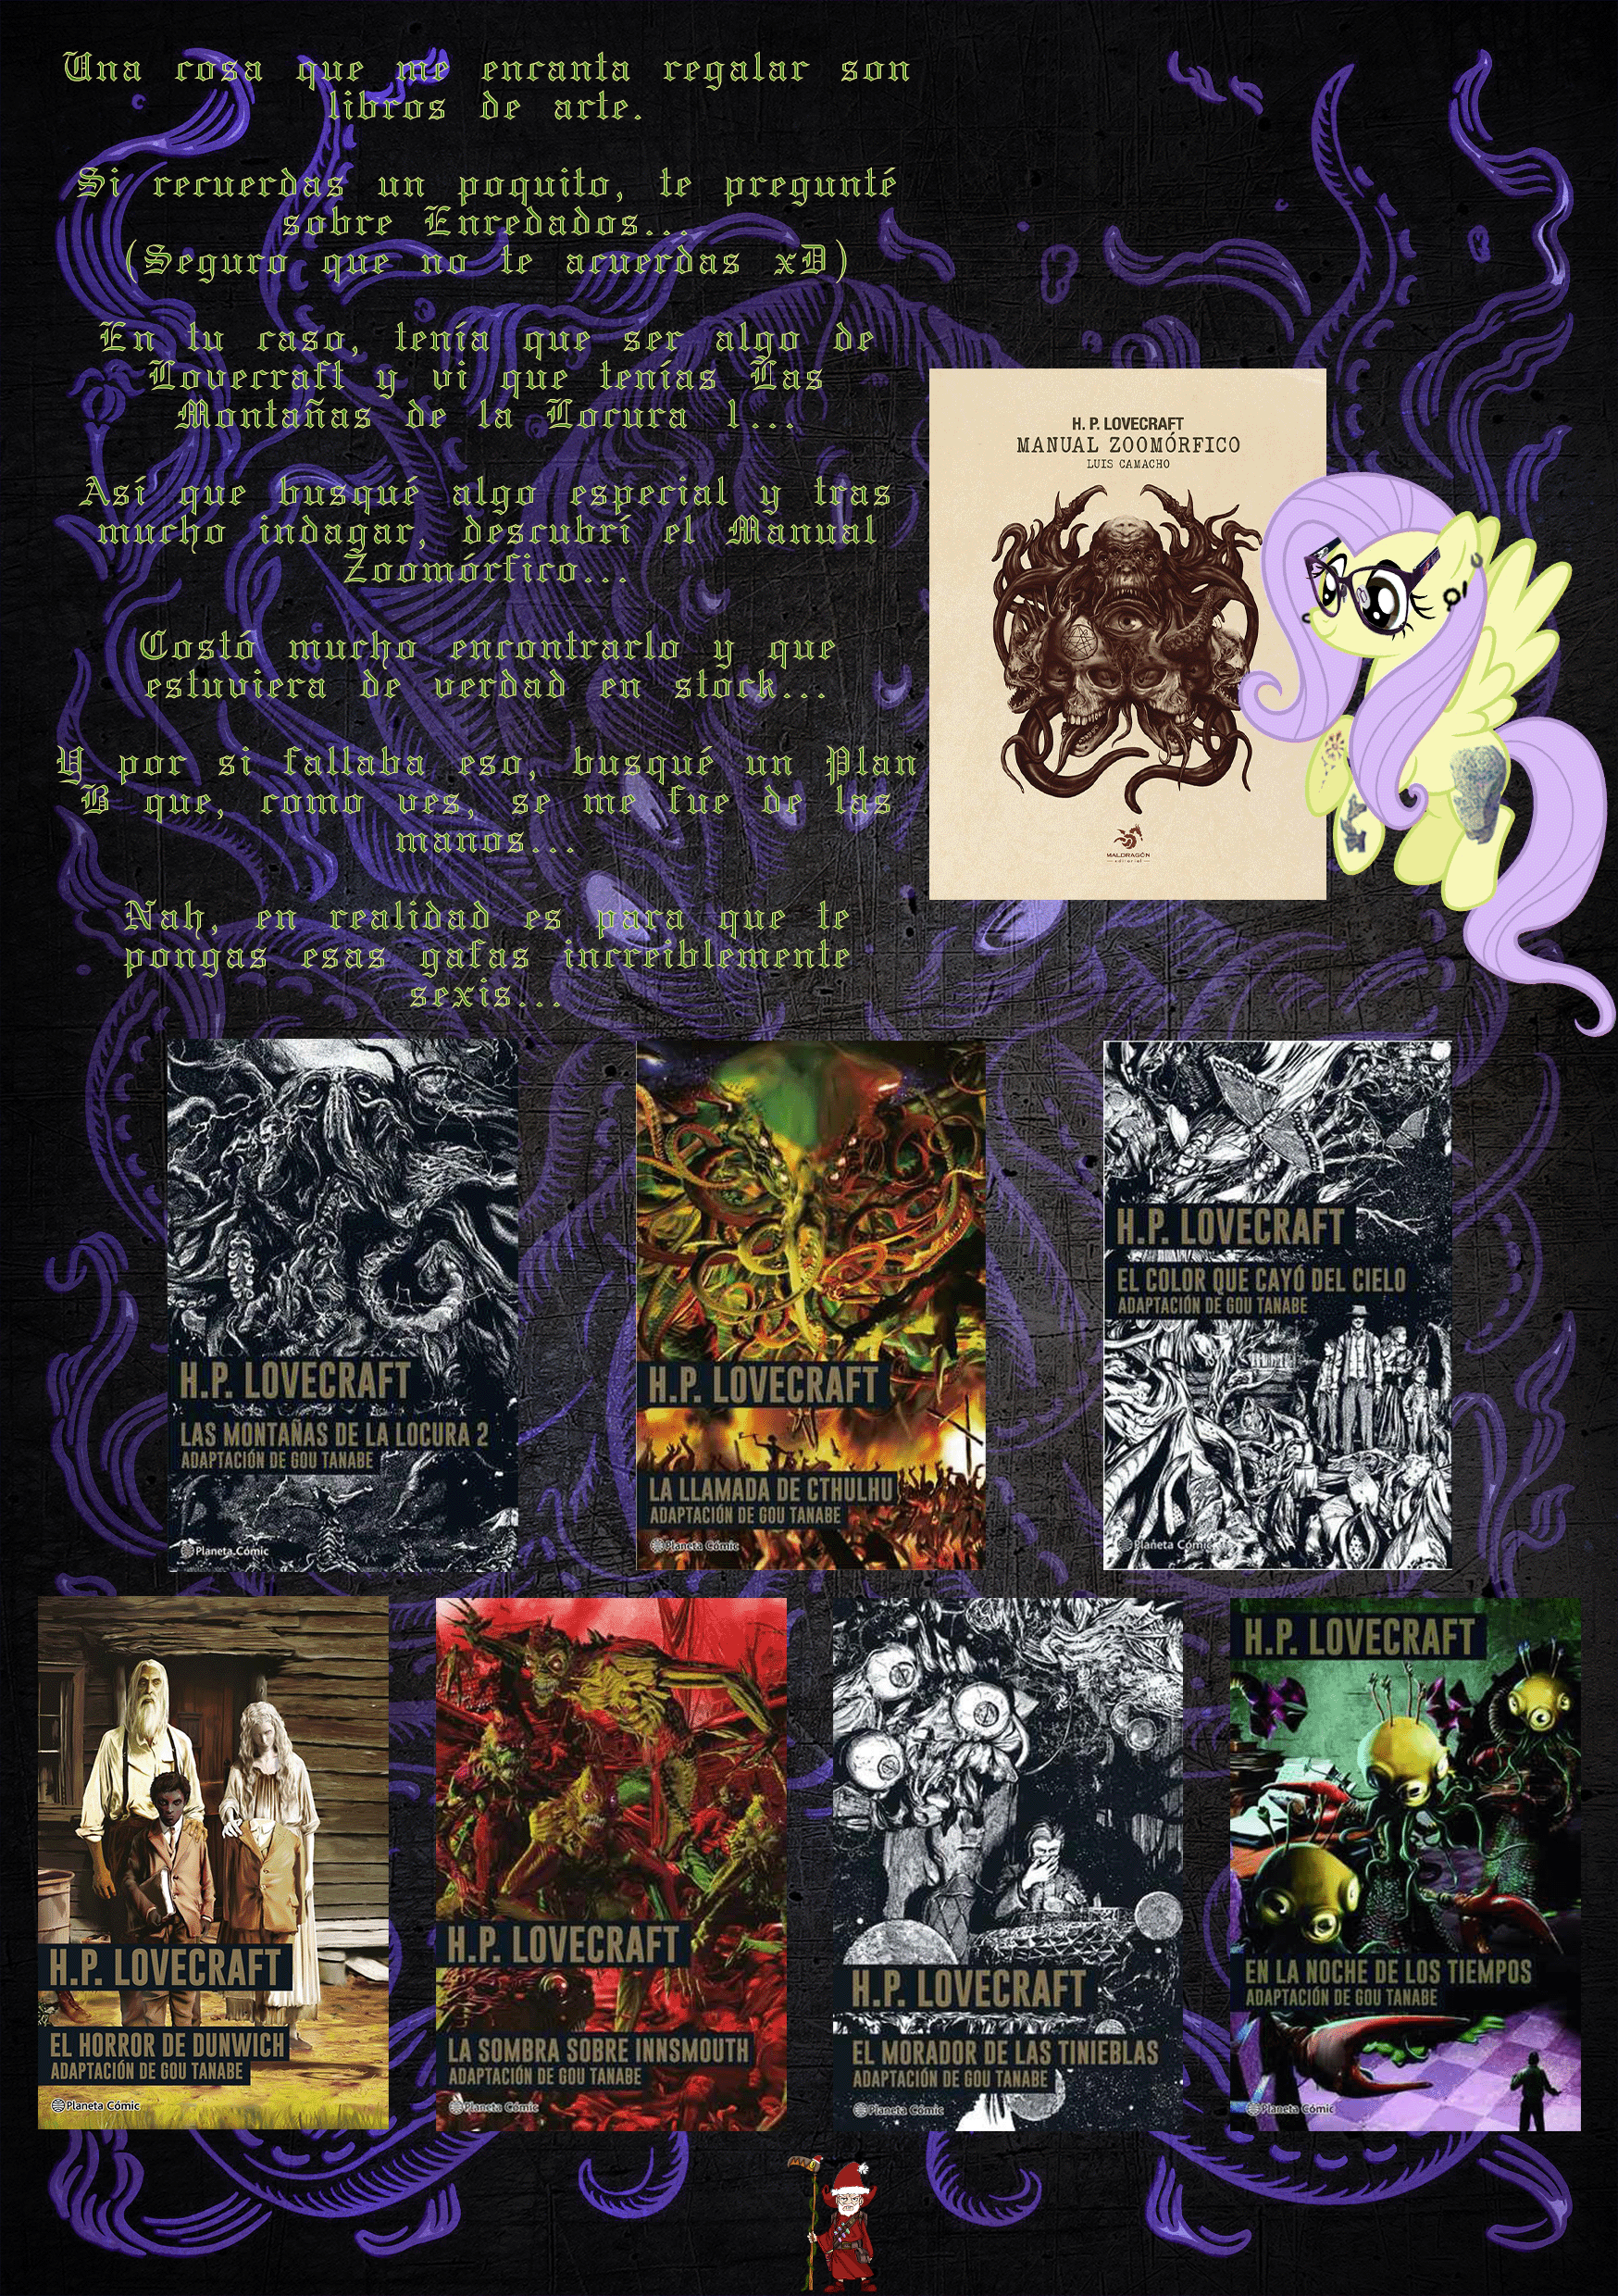 Una cosa que me encanta regalar son
libros de arte.
Si recuerdas un poquito, te pregunté
sobre Enredados...
(Seguro que no te acuerdas xD)
En tu caso, tenía que ser algo de
Lovecraft y vi que tenías Las
Montañas de la Locura 1...
Así que busqué algo especial y tras
mucho indagar, descubrí el Manual
Zoomórfico...
Costó mucho encontrarlo y que
estuviera de verdad en stock...
Y por si fallaba eso, busqué un Plan
B que, como ves, se me fue de las
manos...
Nah, en realidad es para que te
pongas esas gafas increiblemente
sexis...
H. P. LOVECRAFT
MANUAL ZOOMÓRFICO
LUIS CAMACHO
MALDRAGÓN
editorial
H.P. LOVECRAFT
LAS MONTAÑAS DE LA LOCURA 2
ADAPTACIÓN DE GOU TANABE
Planeta Cómic
H.P. LOVECRAFT
LA LLAMADA DE CTHULHU
ADAPTACIÓN DE GOU TANABE
Planeta Cómic
H.P. LOVECRAFT
EL COLOR QUE CAYÓ DEL CIELO
ADAPTACIÓN DE GOU TANABE
Planeta Cómic
H.P. LOVECRAFT
EL HORROR DE DUNWICH
ADAPTACIÓN DE GOU TANABE
Planeta Cómic
H.P. LOVECRAFT
LA SOMBRA SOBRE INNSMOUTH
ADAPTACIÓN DE GOU TANABE
Planeta Cómic
H.P. LOVECRAFT
EL MORADOR DE LAS TINIEBLAS
ADAPTACIÓN DE GOU TANABE
Planeta Cómic
H.P. LOVECRAFT
EN LA NOCHE DE LOS TIEMPOS
ADAPTACIÓN DE GOU TANABE
Planeta Cómic